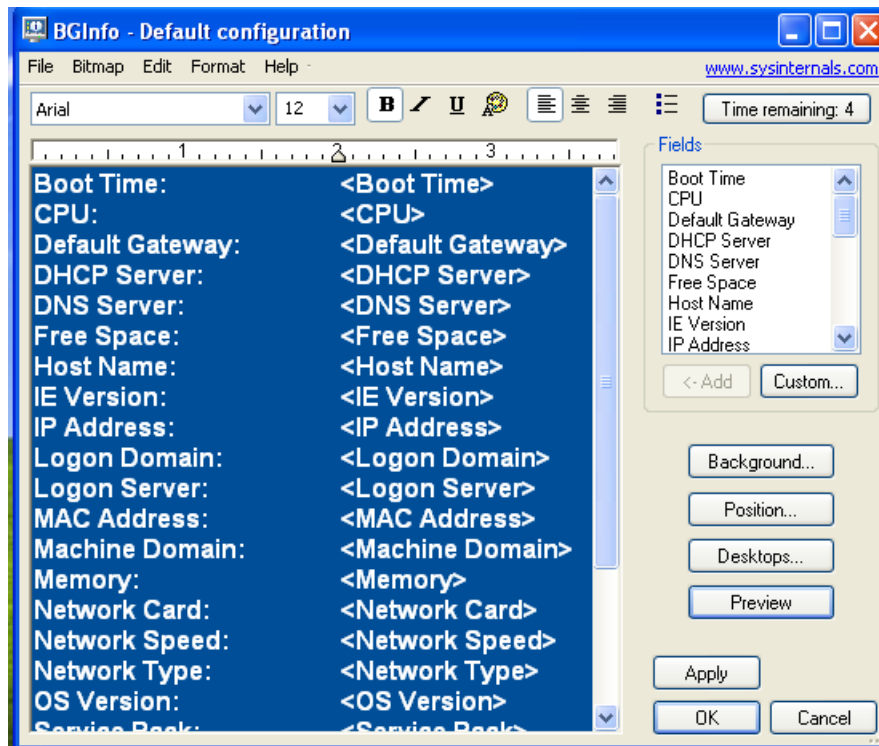 BGInfo - Default configuration
File Bitmap Edit Format Help
www.sysinternals.com
Arial 12 B I U Time remaining: 4
1 2 3
Boot Time: <Boot Time>
CPU: <CPU>
Default Gateway: <Default Gateway>
DHCP Server: <DHCP Server>
DNS Server: <DNS Server>
Free Space: <Free Space>
Host Name: <Host Name>
IE Version: <IE Version>
IP Address: <IP Address>
Logon Domain: <Logon Domain>
Logon Server: <Logon Server>
MAC Address: <MAC Address>
Machine Domain: <Machine Domain>
Memory: <Memory>
Network Card: <Network Card>
Network Speed: <Network Speed>
Network Type: <Network Type>
OS Version: <OS Version>
Service Pack: <Service Pack>
Fields
Boot Time
CPU
Default Gateway
DHCP Server
DNS Server
Free Space
Host Name
IE Version
IP Address
<- Add Custom...
Background...
Position...
Desktops...
Preview
Apply
OK Cancel